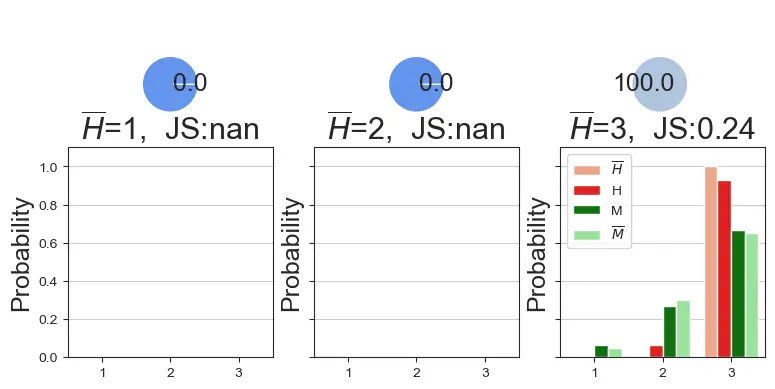 0.0
0.0
100.0
H̅=1, JS:nan
H̅=2, JS:nan
H̅=3, JS:0.24
Probability
1.0
0.8
0.6
0.4
0.2
0.0
1 2 3
Probability
1 2 3
Probability
H̅
H
M
M̅
1 2 3